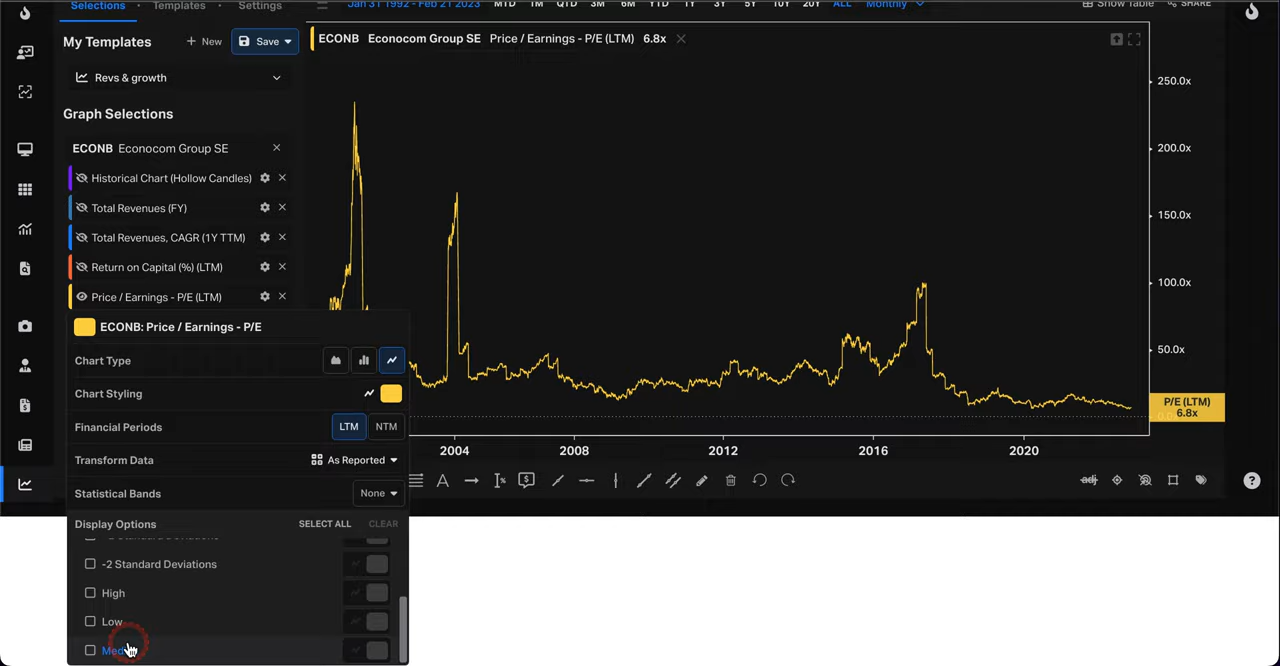 Selections Templates Settings
Jan 31 1992 - Feb 21 2023 MTD 1M QTD 3M 6M YTD 1Y 3Y 5Y 10Y 20Y ALL Monthly Show Table SHARE
My Templates + New Save
Revs & growth
ECONB Econocom Group SE Price / Earnings - P/E (LTM) 6.8x
Graph Selections
ECONB Econocom Group SE
Historical Chart (Hollow Candles)
Total Revenues (FY)
Total Revenues, CAGR (1Y TTM)
Return on Capital (%) (LTM)
Price / Earnings - P/E (LTM)
ECONB: Price / Earnings - P/E
Chart Type
Chart Styling
Financial Periods LTM NTM
Transform Data As Reported
Statistical Bands None
Display Options SELECT ALL CLEAR
-2 Standard Deviations
High
Low
250.0x
200.0x
150.0x
100.0x
50.0x
P/E (LTM)
6.8x
2004 2008 2012 2016 2020
adj